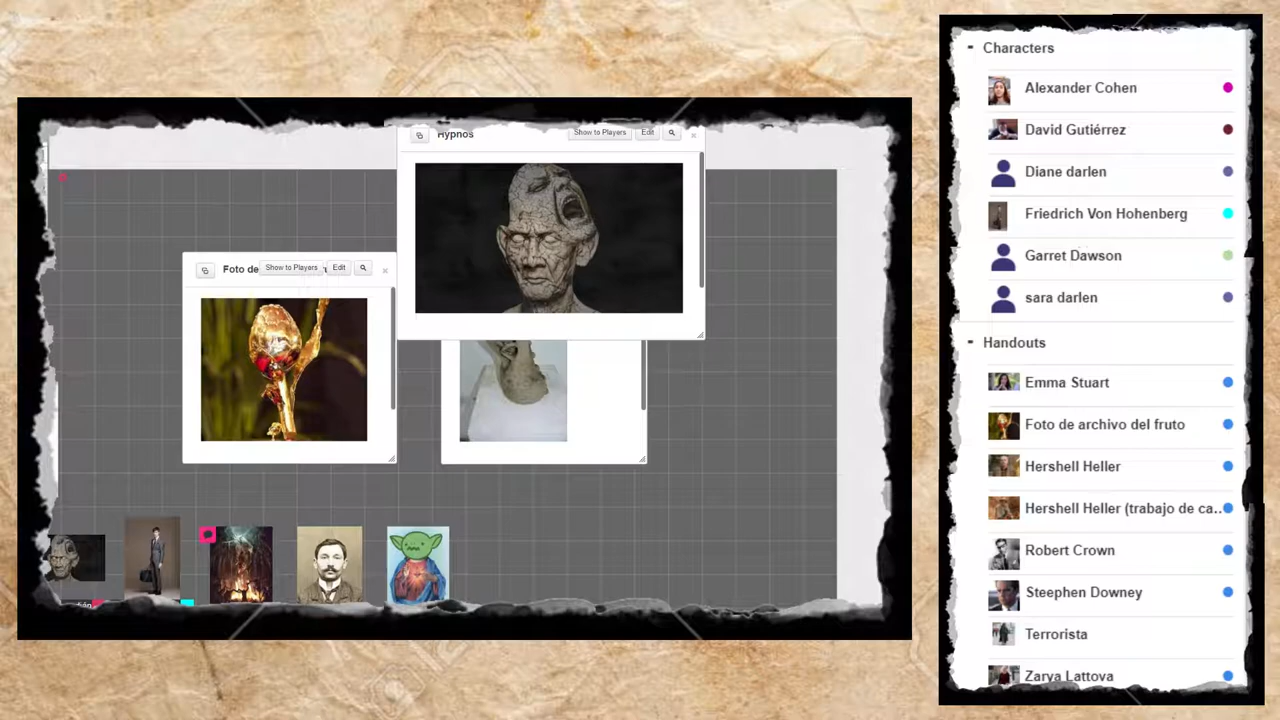 Hypnos
Show to Players
Edit
Foto de
Show to Players
Edit
Characters
Alexander Cohen
David Gutiérrez
Diane darlen
Friedrich Von Hohenberg
Garret Dawson
sara darlen
Handouts
Emma Stuart
Foto de archivo del fruto
Hershell Heller
Hershell Heller (trabajo de ca...
Robert Crown
Steephen Downey
Terrorista
Zarya Lattova